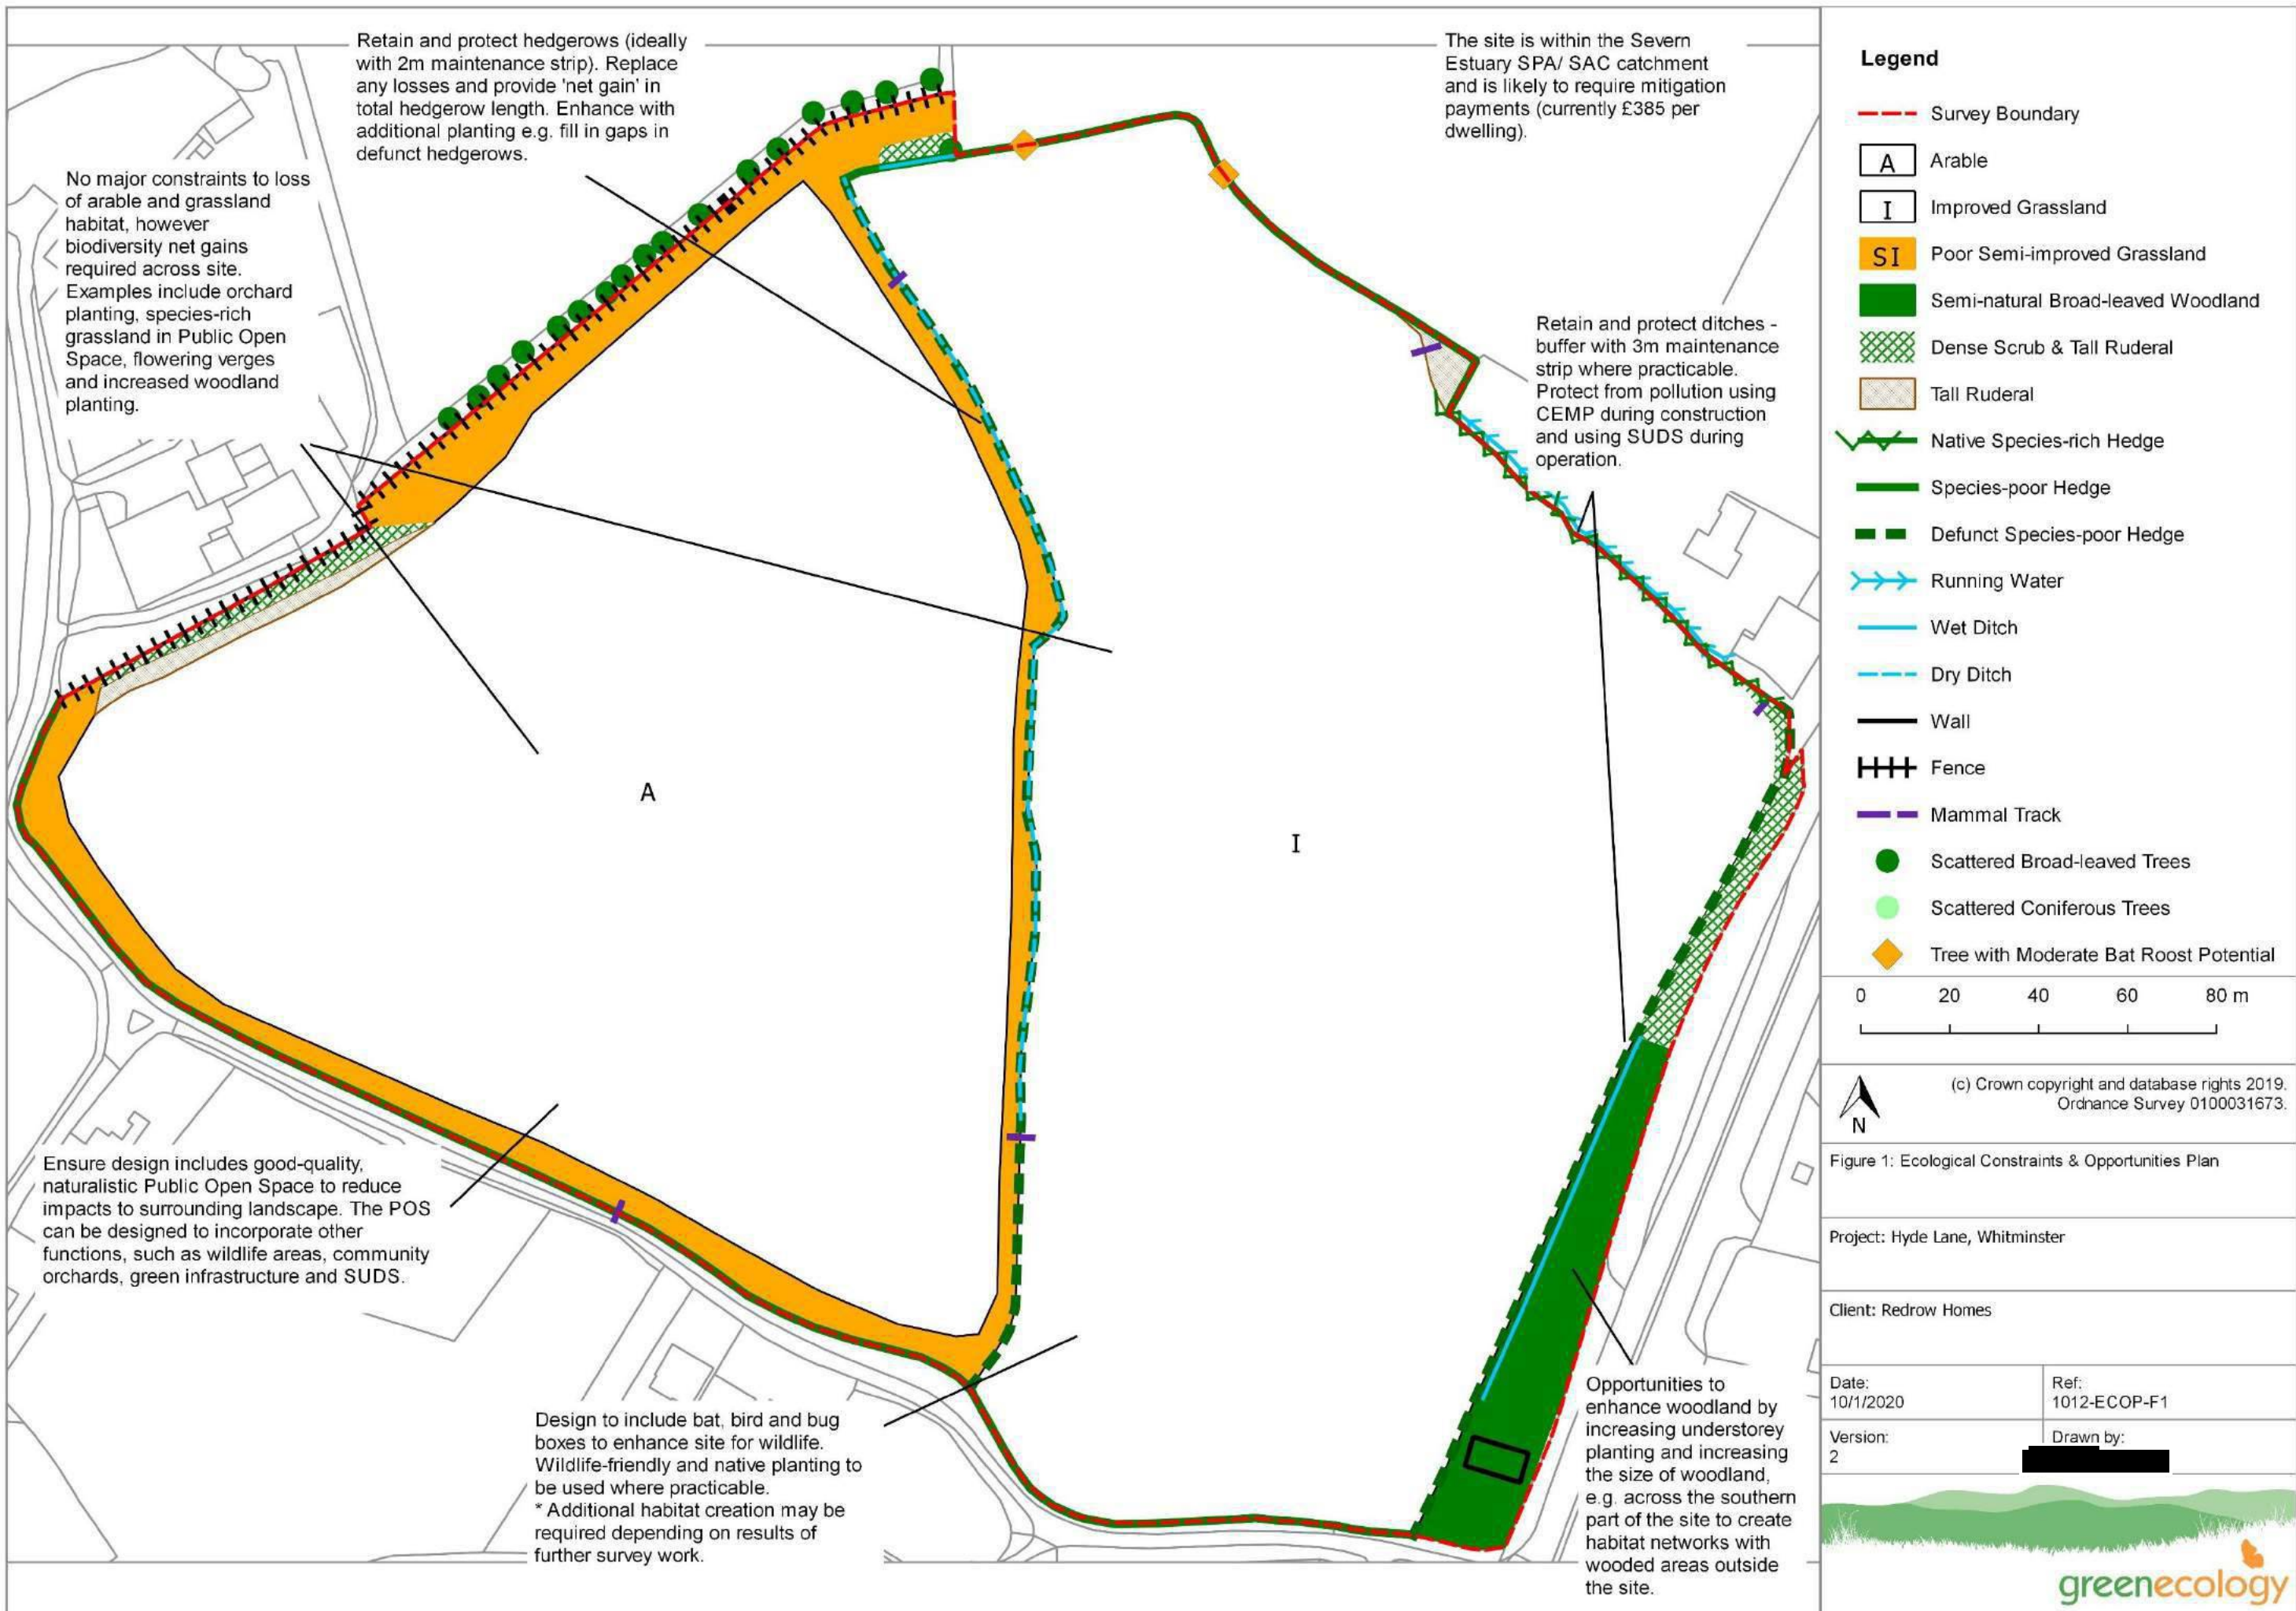 Retain and protect hedgerows (ideally
with 2m maintenance strip). Replace
any losses and provide 'net gain' in
total hedgerow length. Enhance with
additional planting e.g. fill in gaps in
defunct hedgerows.
The site is within the Severn
Estuary SPA/ SAC catchment
and is likely to require mitigation
payments (currently £385 per
dwelling).
No major constraints to loss
of arable and grassland
habitat, however
biodiversity net gains
required across site.
Examples include orchard
planting, species-rich
grassland in Public Open
Space, flowering verges
and increased woodland
planting.
Retain and protect ditches -
buffer with 3m maintenance
strip where practicable.
Protect from pollution using
CEMP during construction
and using SUDS during
operation.
A
I
Ensure design includes good-quality,
naturalistic Public Open Space to reduce
impacts to surrounding landscape. The POS
can be designed to incorporate other
functions, such as wildlife areas, community
orchards, green infrastructure and SUDS.
Design to include bat, bird and bug
boxes to enhance site for wildlife.
Wildlife-friendly and native planting to
be used where practicable.
* Additional habitat creation may be
required depending on results of
further survey work.
Opportunities to
enhance woodland by
increasing understorey
planting and increasing
the size of woodland,
e.g. across the southern
part of the site to create
habitat networks with
wooded areas outside
the site.
Legend
Survey Boundary
A Arable
I Improved Grassland
SI Poor Semi-improved Grassland
Semi-natural Broad-leaved Woodland
Dense Scrub & Tall Ruderal
Tall Ruderal
Native Species-rich Hedge
Species-poor Hedge
Defunct Species-poor Hedge
Running Water
Wet Ditch
Dry Ditch
Wall
Fence
Mammal Track
Scattered Broad-leaved Trees
Scattered Coniferous Trees
Tree with Moderate Bat Roost Potential
0 20 40 60 80 m
N
(c) Crown copyright and database rights 2019.
Ordnance Survey 0100031673.
Figure 1: Ecological Constraints & Opportunities Plan
Project: Hyde Lane, Whitminster
Client: Redrow Homes
Date:
10/1/2020
Ref:
1012-ECOP-F1
Version:
2
Drawn by:
greenecology